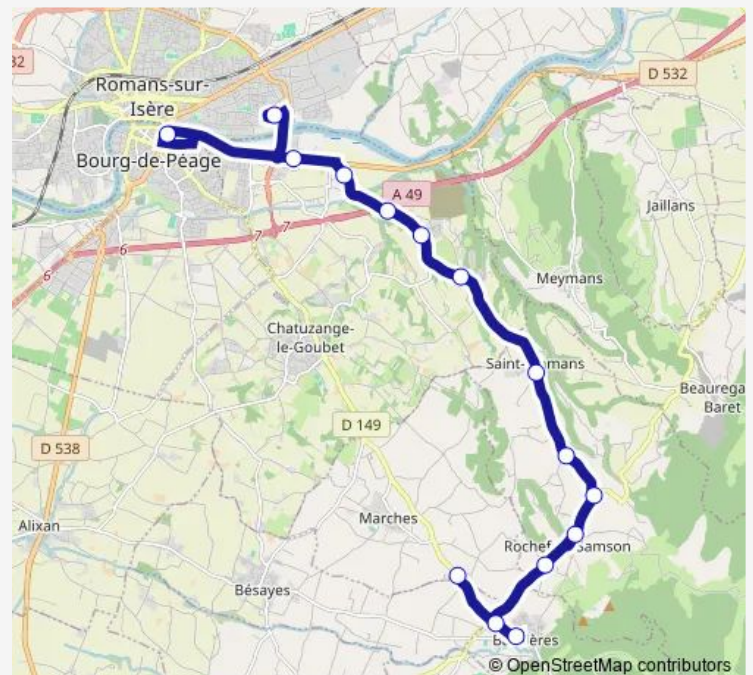 32
Romans-sur-
Isère
D 532
Bourg-de-Péage
A 49
7
7
6
6
Jaillans
Meymans
Chatuzange-
le-Goubet
Saint-
mans
Beaurega
Baret
D 149
D 538
Marches
Alixan
Rochef
Samson
Bésayes
ères
© OpenStreetMap contributors